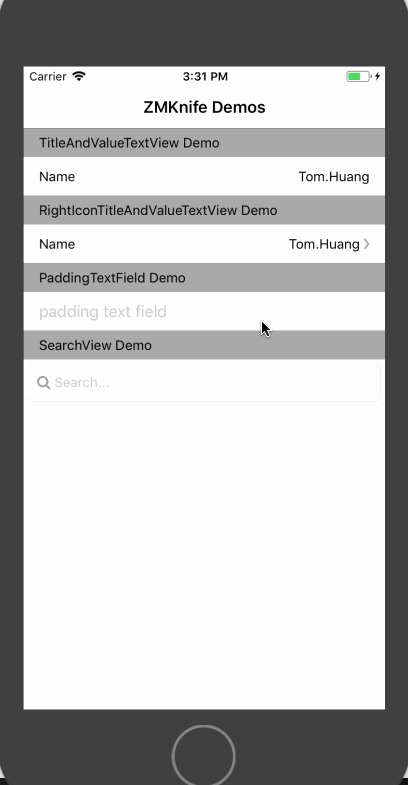 Carrier 3:31 PM
ZMKnife Demos
TitleAndValueTextView Demo
Name Tom.Huang
RightIconTitleAndValueTextView Demo
Name Tom.Huang
PaddingTextField Demo
padding text field
SearchView Demo
Search...